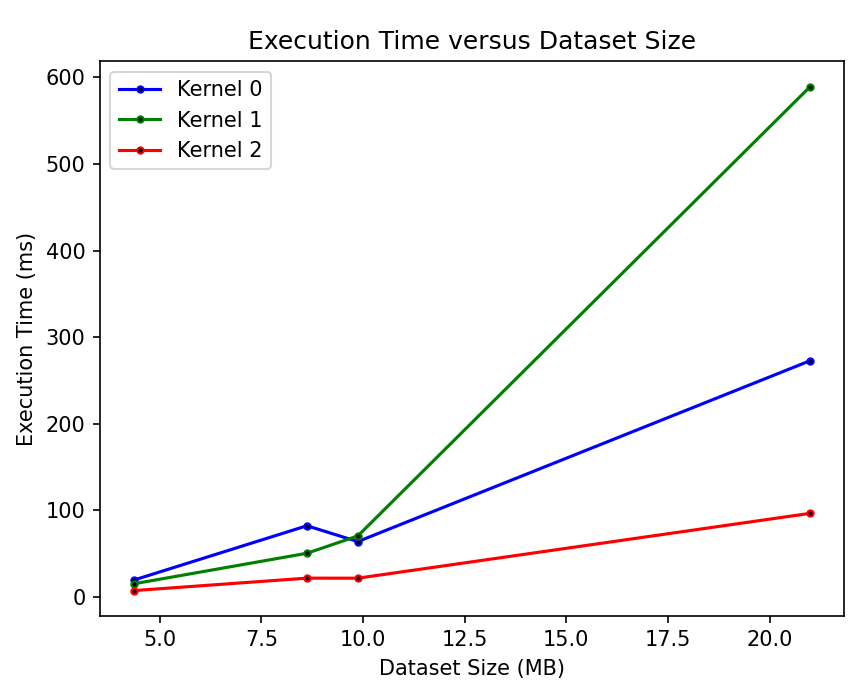 Execution Time versus Dataset Size
Kernel 0
Kernel 1
Kernel 2
Execution Time (ms)
600
500
400
300
200
100
0
5.0 7.5 10.0 12.5 15.0 17.5 20.0
Dataset Size (MB)